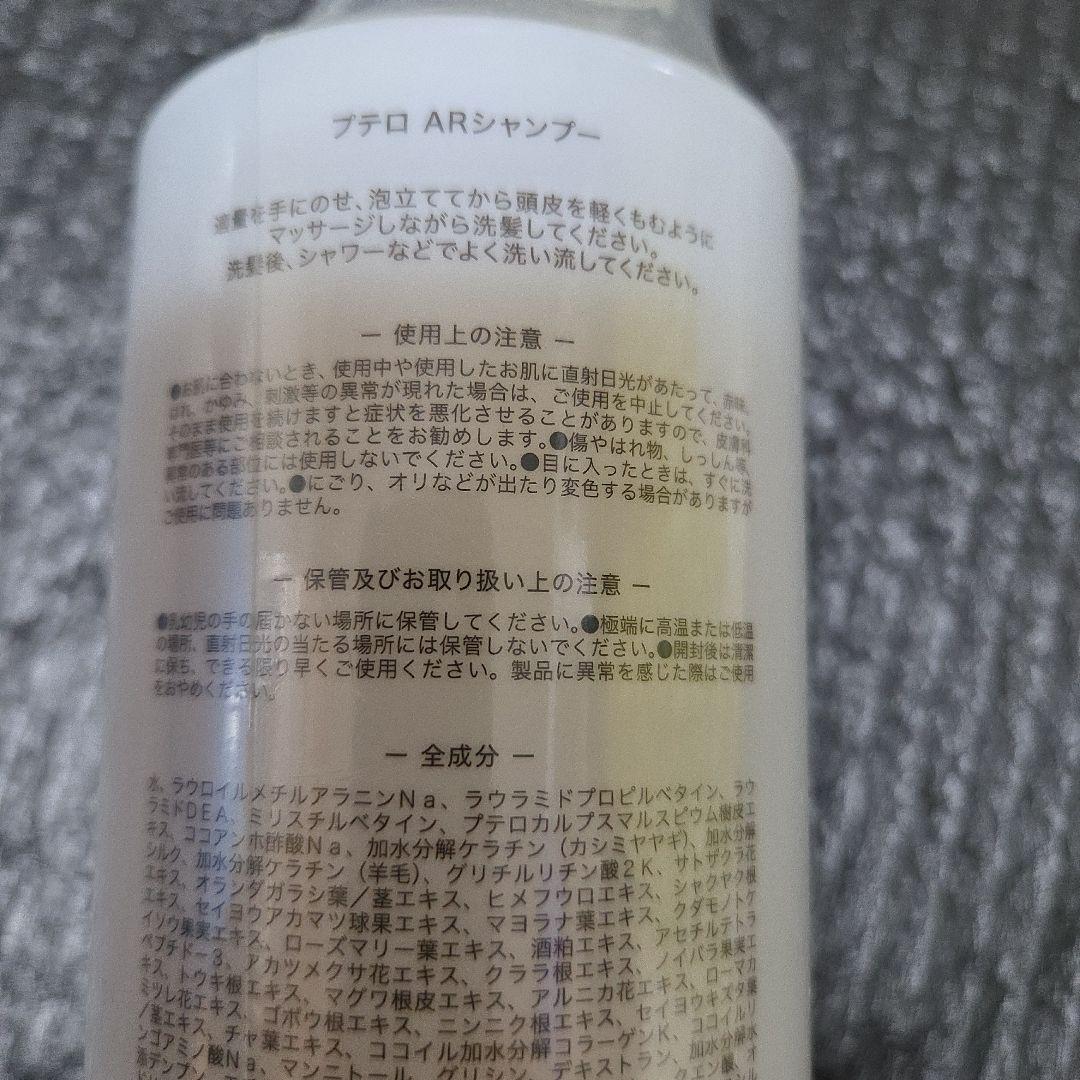 プテロ ARシャンプー
適量を手にのせ、泡立ててから頭皮を軽くもむように
マッサージしながら洗髪してください。
洗髪後、シャワーなどでよく洗い流してください。
― 使用上の注意 ―
●お肌に合わないとき、使用中や使用したお肌に直射日光があたって、赤味、
はれ、かゆみ、刺激等の異常が現れた場合は、ご使用を中止してください。
そのまま使用を続けますと症状を悪化させることがありますので、皮膚科
専門医等にご相談されることをお勧めします。●傷やはれ物、しっしん等、
異常のある部位には使用しないでください。●目に入ったときは、すぐに洗
い流してください。●にごり、オリなどが出たり変色する場合がありますが
ご使用に問題ありません。
― 保管及びお取り扱い上の注意 ―
●乳幼児の手の届かない場所に保管してください。●極端に高温または低温
の場所、直射日光の当たる場所には保管しないでください。●開封後は清潔
に保ち、できる限り早くご使用ください。製品に異常を感じた際はご使用
をおやめください。
― 全成分 ―
水、ラウロイルメチルアラニンNa、ラウラミドプロピルベタイン、ラウ
ラミドDEA、ミリスチルベタイン、プテロカルプスマルスピウム樹皮エ
キス、ココアンホ酢酸Na、加水分解ケラチン（カシミヤヤギ）、加水分解
シルク、加水分解ケラチン（羊毛）、グリチルリチン酸2K、サトザクラ花
エキス、オランダガラシ葉/茎エキス、ヒメフウロエキス、シャクヤク根
エキス、セイヨウアカマツ球果エキス、マヨラナ葉エキス、クダモノトケ
イソウ果実エキス、ローズマリー葉エキス、酒粕エキス、アセチルテトラ
ペプチド-3、アカツメクサ花エキス、クララ根エキス、ノイバラ果実エ
キス、トウキ根エキス、マグワ根皮エキス、アルニカ花エキス、ローマカ
ミツレ花エキス、ゴボウ根エキス、ニンニク根エキス、セイヨウキズタ葉
/茎エキス、チャ葉エキス、ココイル加水分解コラーゲンK、ココイルリ
ンゴアミノ酸Na、マンニトール、グリシン、デキストラン、加水分解水
添デンプン、
クエン酸、オ